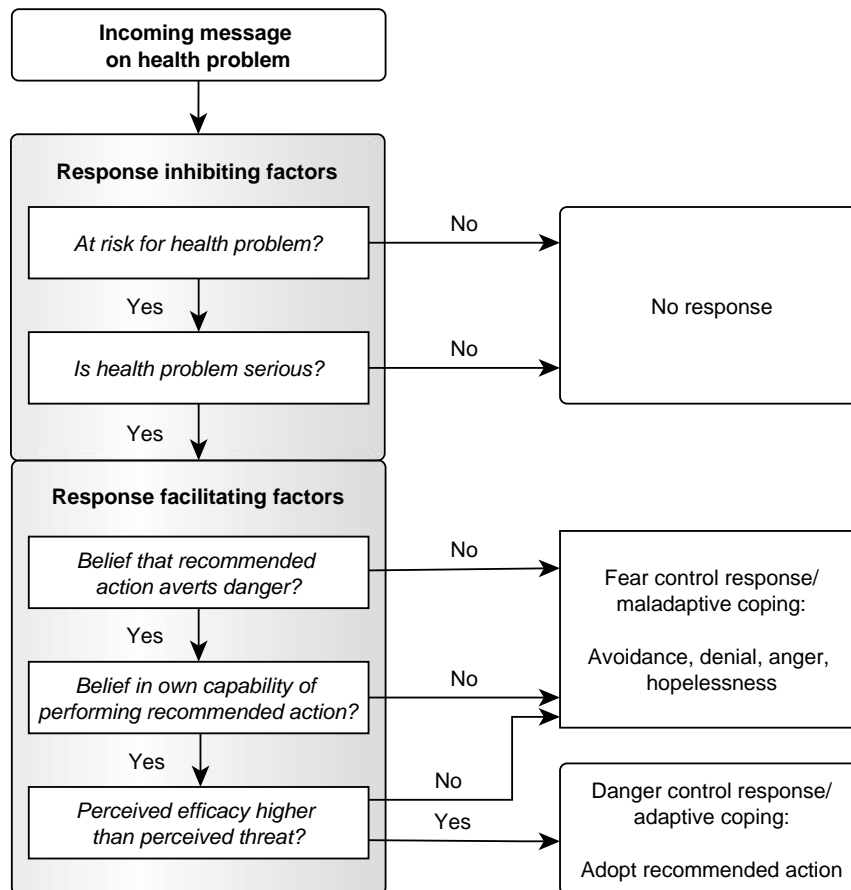 Incoming message
on health problem
Response inhibiting factors
At risk for health problem?
No
Yes
No response
Is health problem serious?
No
Yes
Response facilitating factors
Belief that recommended
action averts danger?
No
Yes
Fear control response/
maladaptive coping:
Avoidance, denial, anger,
hopelessness
Belief in own capability of
performing recommended action?
No
Yes
Perceived efficacy higher
than perceived threat?
No
Yes
Danger control response/
adaptive coping:
Adopt recommended action